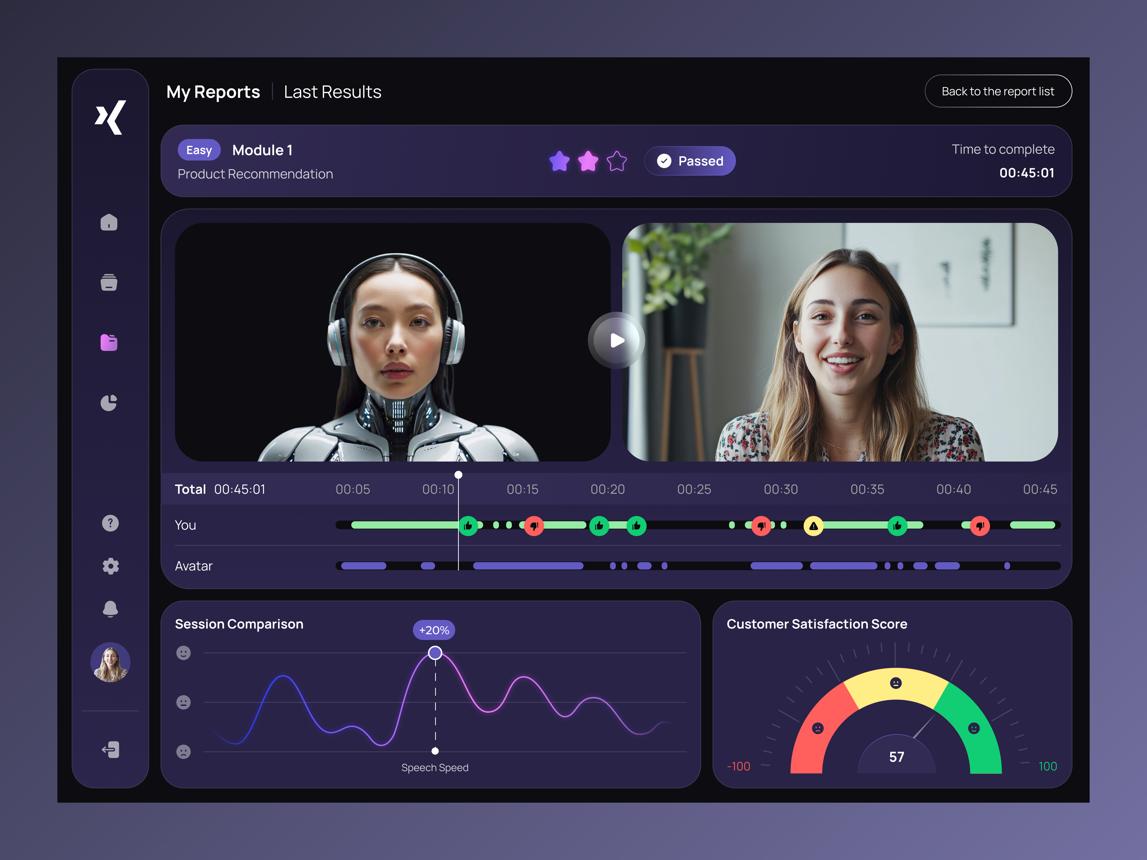 My Reports
Last Results
Back to the report list
Easy
Module 1
Product Recommendation
Passed
Time to complete
00:45:01
Total 00:45:01
00:05
00:10
00:15
00:20
00:25
00:30
00:35
00:40
00:45
You
Avatar
Session Comparison
+20%
Speech Speed
Customer Satisfaction Score
57
-100
100